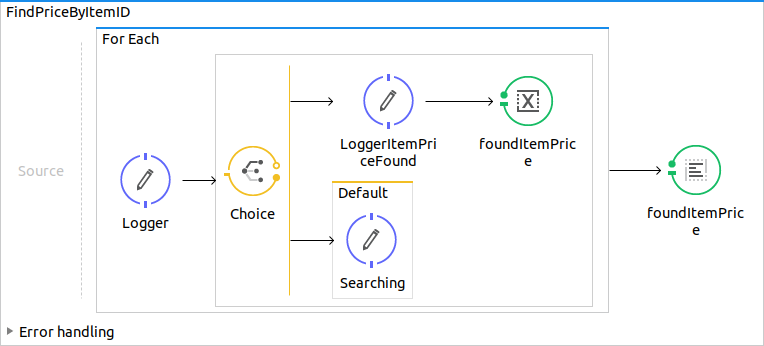 FindPriceByItemID
For Each
Source
Logger
Choice
LoggerItemPri
ceFound
foundItemPric
e
Default
Searching
foundItemPric
e
Error handling